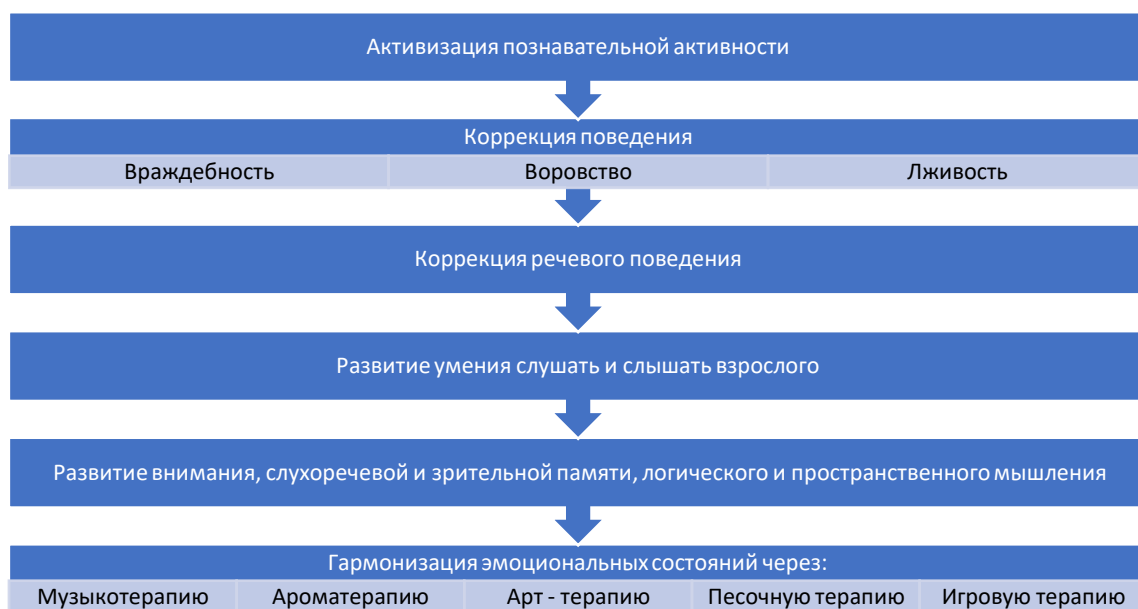 Активизация познавательной активности
Коррекция поведения
Враждебность Воровство Лживость
Коррекция речевого поведения
Развитие умения слушать и слышать взрослого
Развитие внимания, слухоречевой и зрительной памяти, логического и пространственного мышления
Гармонизация эмоциональных состояний через:
Музыкотерапию Ароматерапию Арт - терапию Песочную терапию Игровую терапию